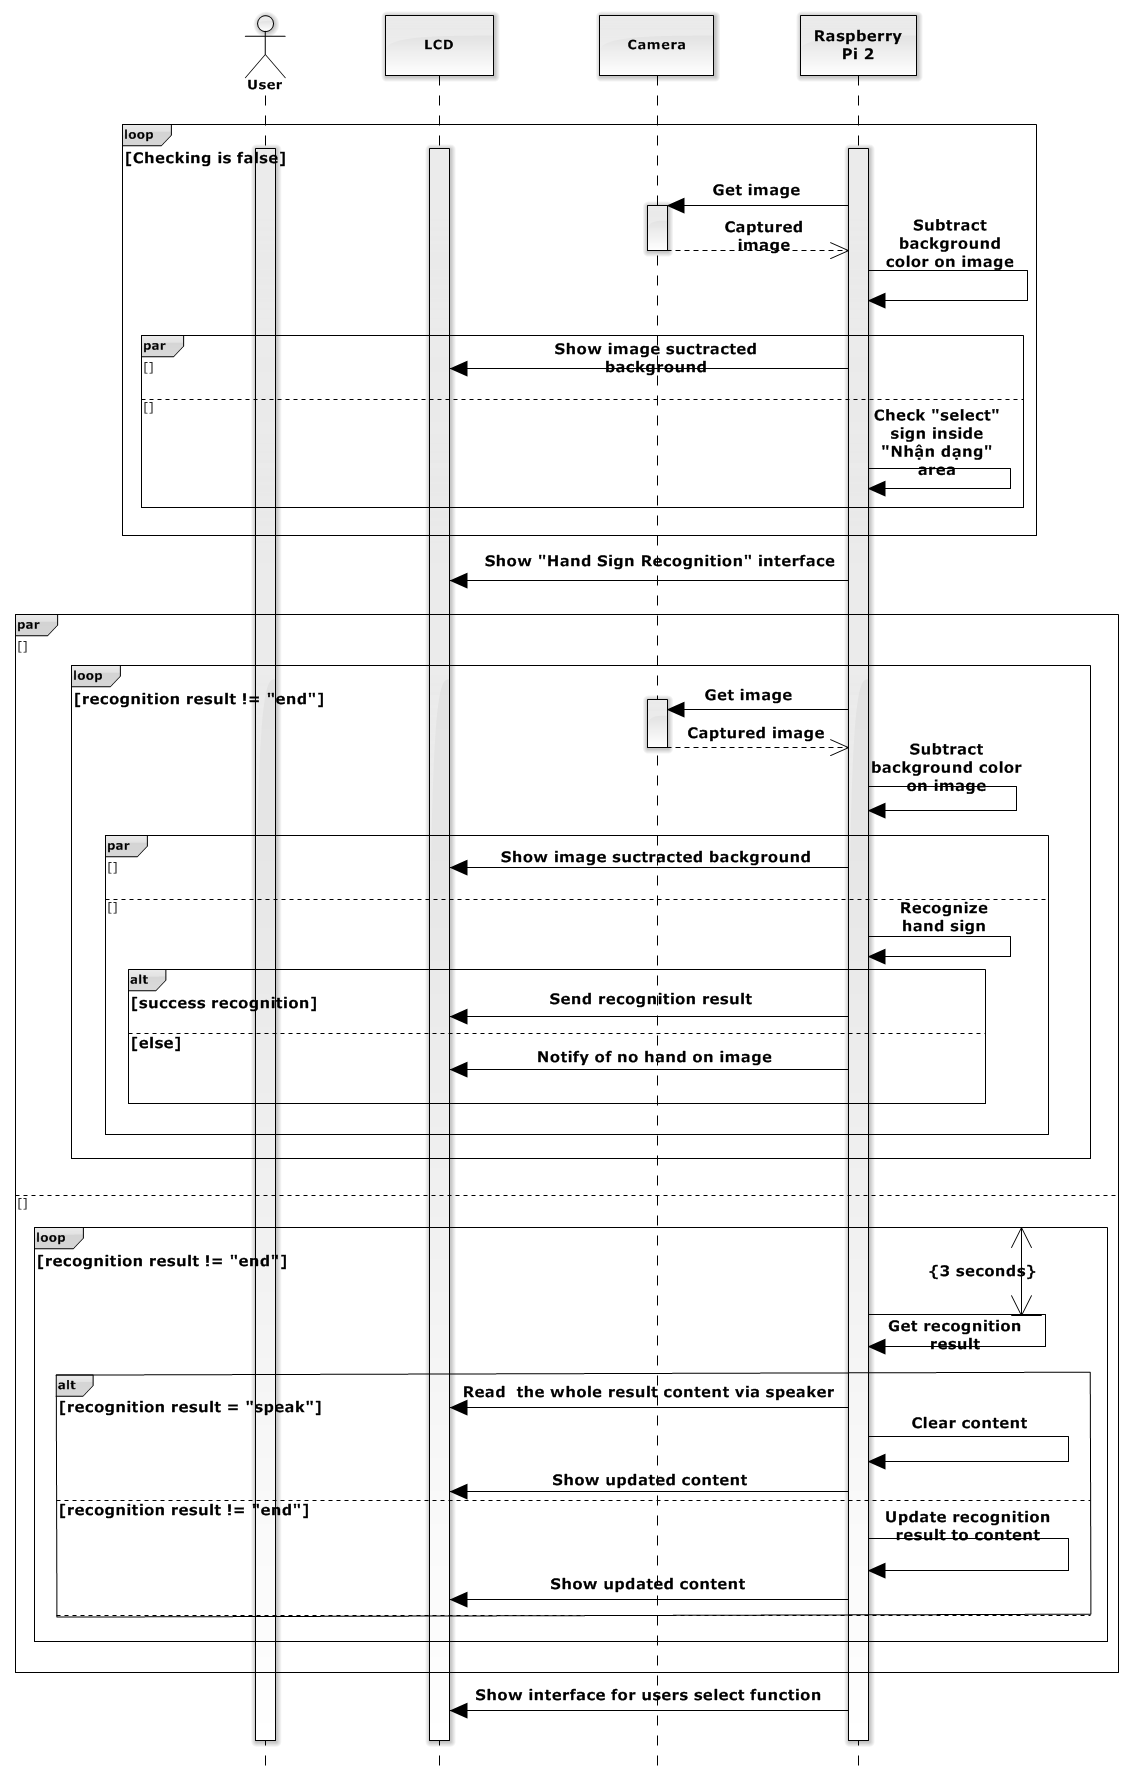 User
LCD
Camera
Raspberry
Pi 2
loop
[Checking is false]
Get image
Captured
image
Subtract
background
color on image
par
[]
Show image suctracted
background
[]
Check "select"
sign inside
"Nhận dạng"
area
Show "Hand Sign Recognition" interface
par
[]
loop
[recognition result != "end"]
Get image
Captured image
Subtract
background color
on image
par
[]
Show image suctracted background
[]
Recognize
hand sign
alt
[success recognition]
Send recognition result
[else]
Notify of no hand on image
[]
loop
[recognition result != "end"]
{3 seconds}
Get recognition
result
alt
[recognition result = "speak"]
Read  the whole result content via speaker
Clear content
Show updated content
[recognition result != "end"]
Update recognition
result to content
Show updated content
Show interface for users select function